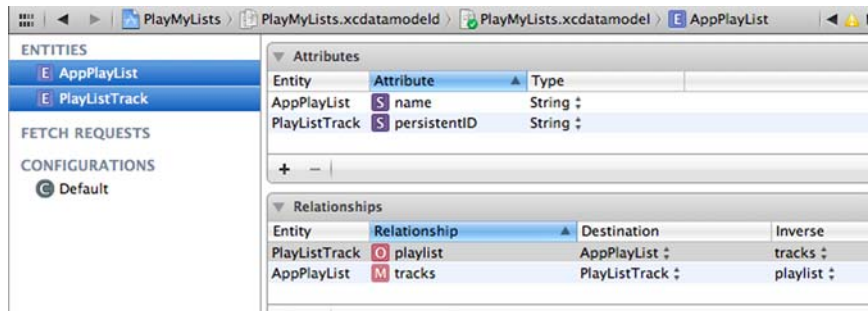 PlayMyLists PlayMyLists.xcdatamodeld PlayMyLists.xcdatamodel E AppPlayList
ENTITIES
E AppPlayList
E PlayListTrack
FETCH REQUESTS
CONFIGURATIONS
C Default
Attributes
Entity Attribute Type
AppPlayList S name String
PlayListTrack S persistentID String
Relationships
Entity Relationship Destination Inverse
PlayListTrack O playlist AppPlayList tracks
AppPlayList M tracks PlayListTrack playlist